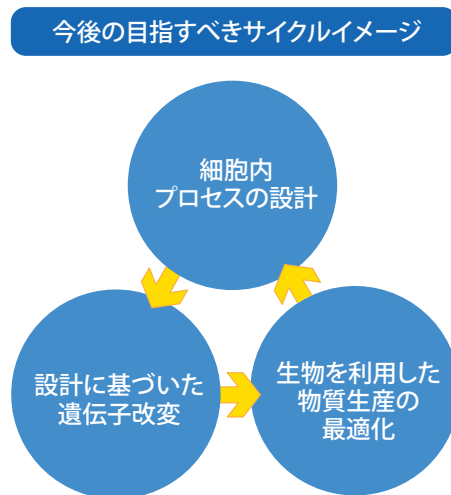 今後の目指すべきサイクルイメージ
細胞内
プロセスの設計
設計に基づいた
遺伝子改変
生物を利用した
物質生産の
最適化